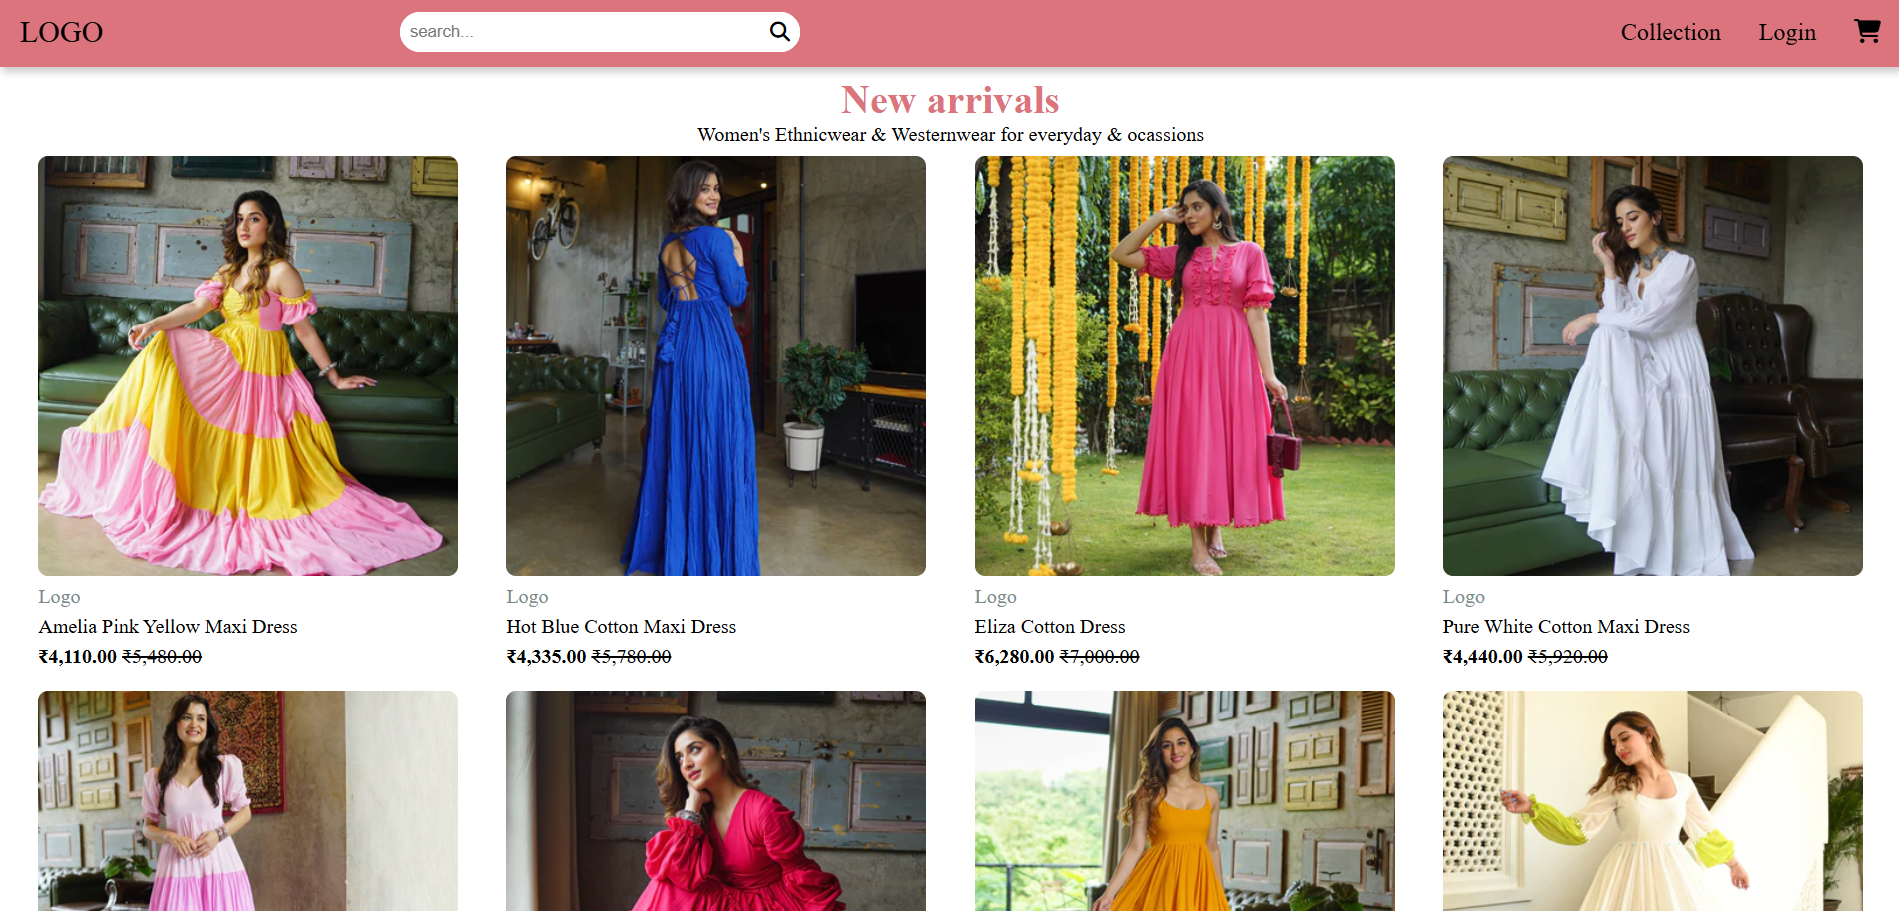 LOGO
search...
Collection
Login
New arrivals
Women's Ethnicwear & Westernwear for everyday & ocassions
Logo
Amelia Pink Yellow Maxi Dress
₹4,110.00 ₹5,480.00
Logo
Hot Blue Cotton Maxi Dress
₹4,335.00 ₹5,780.00
Logo
Eliza Cotton Dress
₹6,280.00 ₹7,000.00
Logo
Pure White Cotton Maxi Dress
₹4,440.00 ₹5,920.00